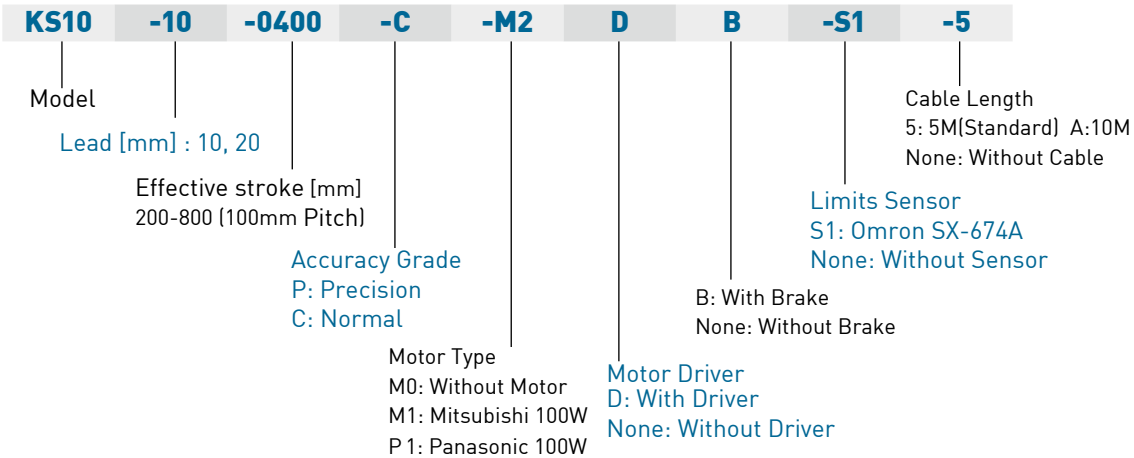 KS10 -10 -0400 -C -M2 D B -S1 -5
Model
Lead [mm] : 10, 20
Effective stroke [mm]
200-800 (100mm Pitch)
Accuracy Grade
P: Precision
C: Normal
Motor Type
M0: Without Motor
M1: Mitsubishi 100W
P1: Panasonic 100W
Motor Driver
D: With Driver
None: Without Driver
B: With Brake
None: Without Brake
Limits Sensor
S1: Omron SX-674A
None: Without Sensor
Cable Length
5: 5M(Standard) A:10M
None: Without Cable